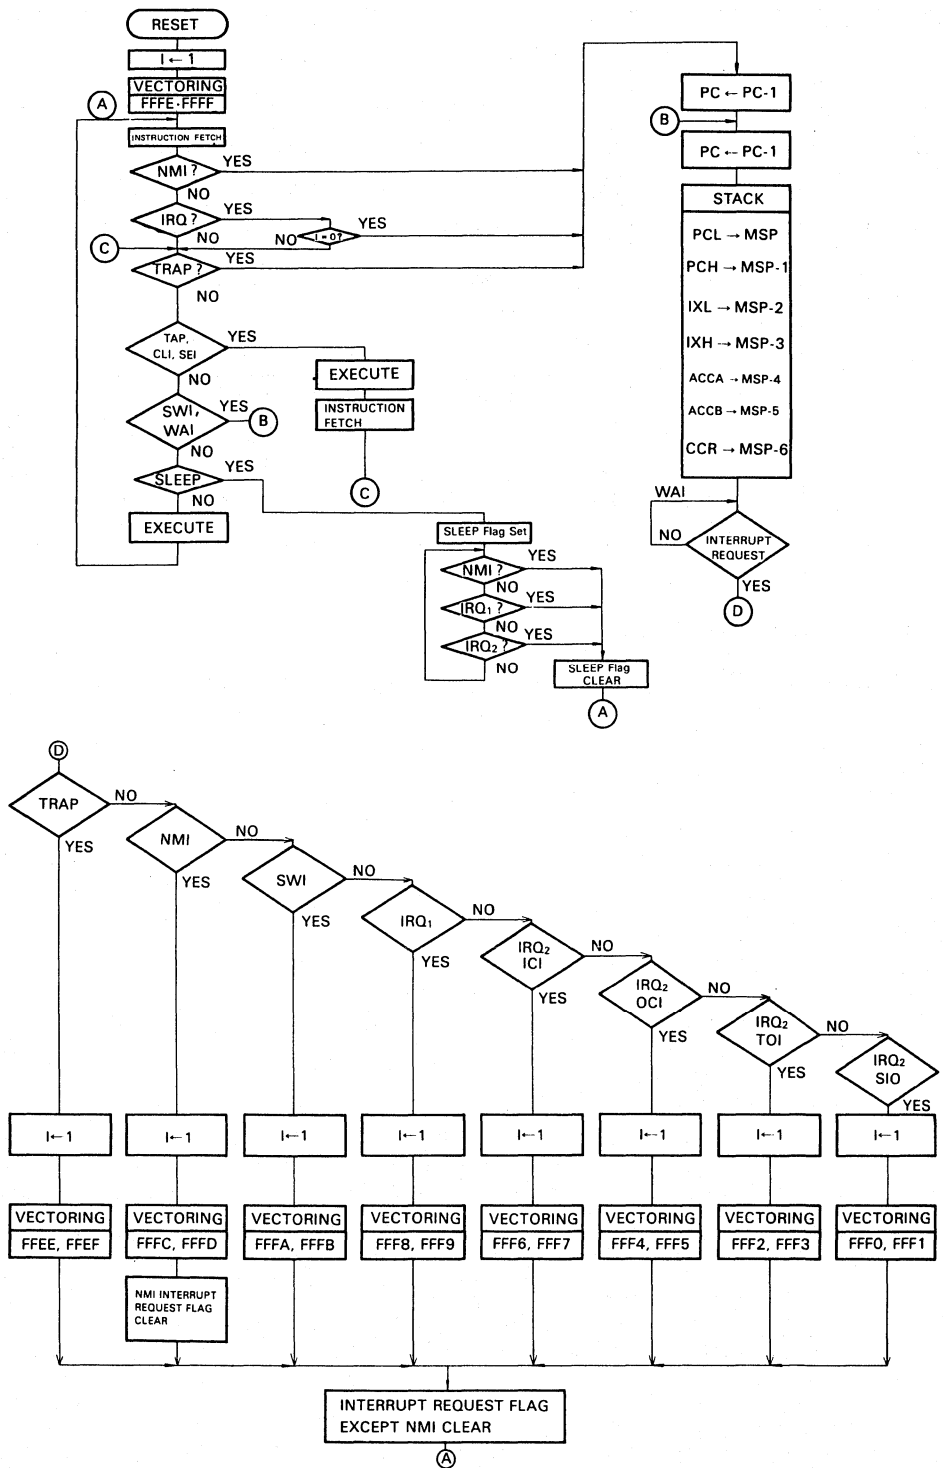 RESET
I ← 1
VECTORING
FFFE·FFFF
A
INSTRUCTION FETCH
NMI ?
YES
NO
IRQ ?
YES
NO
I = 0?
YES
NO
C
TRAP ?
YES
NO
TAP,
CLI, SEI
YES
NO
EXECUTE
INSTRUCTION
FETCH
C
SWI,
WAI
YES
B
NO
SLEEP
YES
NO
EXECUTE
SLEEP Flag Set
NMI ?
YES
NO
IRQ₁ ?
YES
NO
IRQ₂ ?
YES
NO
SLEEP Flag
CLEAR
A
PC ← PC-1
B
PC ← PC-1
STACK
PCL → MSP
PCH → MSP-1
IXL → MSP-2
IXH → MSP-3
ACCA → MSP-4
ACCB → MSP-5
CCR → MSP-6
WAI
NO
INTERRUPT
REQUEST
YES
D
D
TRAP
NO
YES
NMI
NO
YES
SWI
NO
YES
IRQ₁
NO
YES
IRQ₂
ICI
NO
YES
IRQ₂
OCI
NO
YES
IRQ₂
TOI
NO
YES
IRQ₂
SIO
YES
I←1
I←1
I←1
I←1
I←1
I←1
I←1
I←1
VECTORING
FFEE, FFEF
VECTORING
FFFC, FFFD
VECTORING
FFFA, FFFB
VECTORING
FFF8, FFF9
VECTORING
FFF6, FFF7
VECTORING
FFF4, FFF5
VECTORING
FFF2, FFF3
VECTORING
FFF0, FFF1
NMI INTERRUPT
REQUEST FLAG
CLEAR
INTERRUPT REQUEST FLAG
EXCEPT NMI CLEAR
A